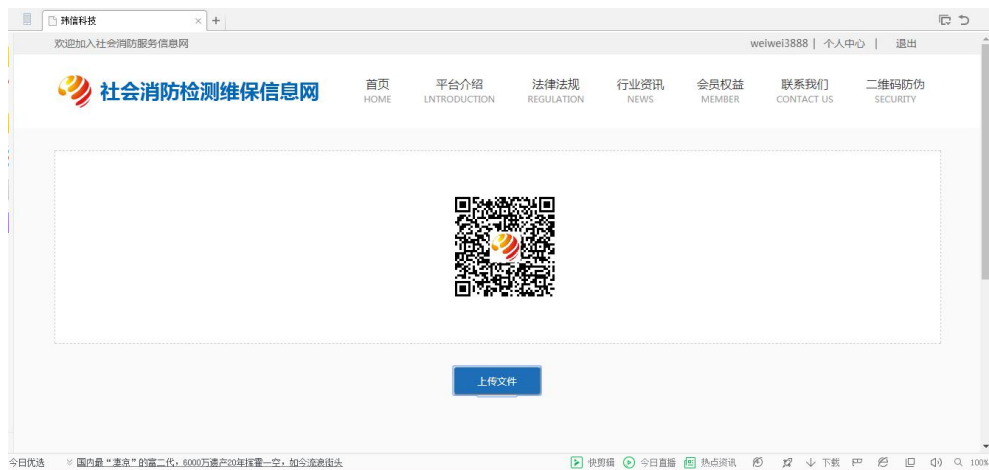 玮信科技
欢迎加入社会消防服务信息网
weiwei3888 | 个人中心 | 退出
社会消防检测维保信息网
首页 平台介绍 法律法规 行业资讯 会员权益 联系我们 二维码防伪
HOME LNTRODUCTION REGULATION NEWS MEMBER CONTACT US SECURITY
上传文件
今日优选 国内最“凄凉”的富二代，6000万遗产20年挥霍一空，如今流浪街头 快剪辑 今日直播 热点资讯 下载 100%